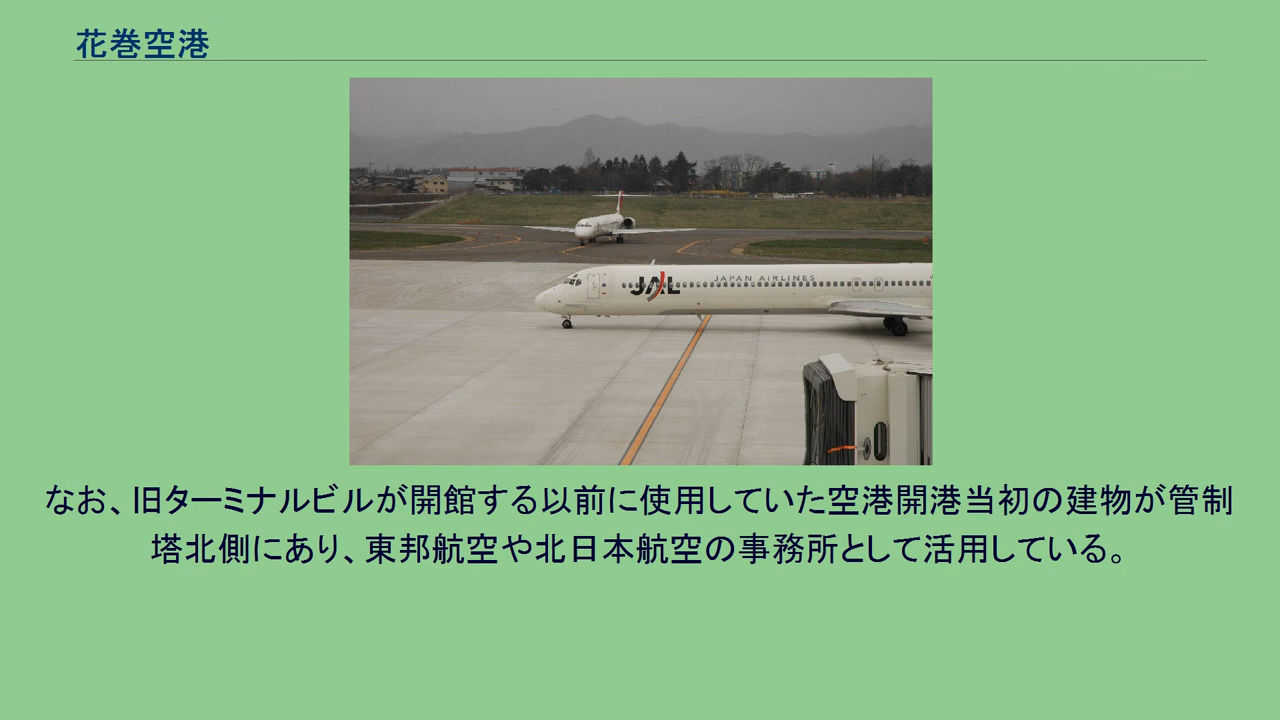 花巻空港
JAL JAPAN AIRLINES
なお、旧ターミナルビルが開館する以前に使用していた空港開港当初の建物が管制
塔北側にあり、東邦航空や北日本航空の事務所として活用している。